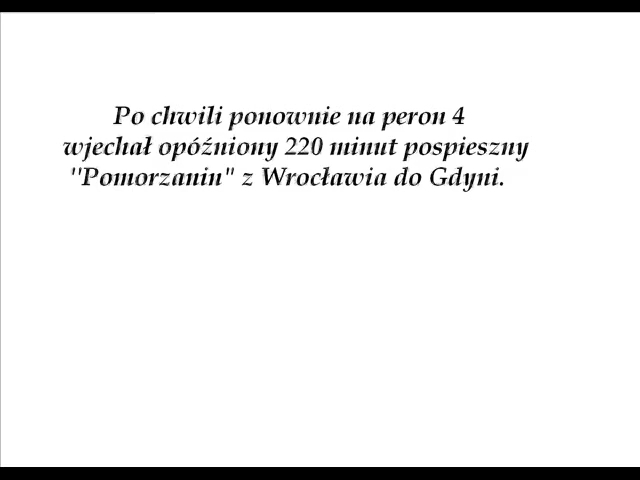 Po chwili ponownie na peron 4
wjechał opóźniony 220 minut pospieszny
"Pomorzanin" z Wrocławia do Gdyni.